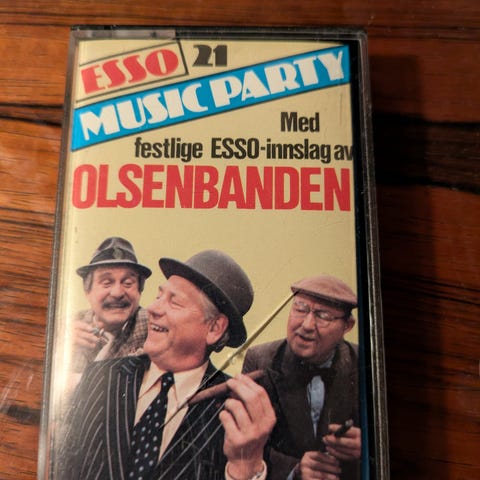 ESSO 21
MUSIC PARTY
Med
festlige ESSO-innslag av
OLSENBANDEN